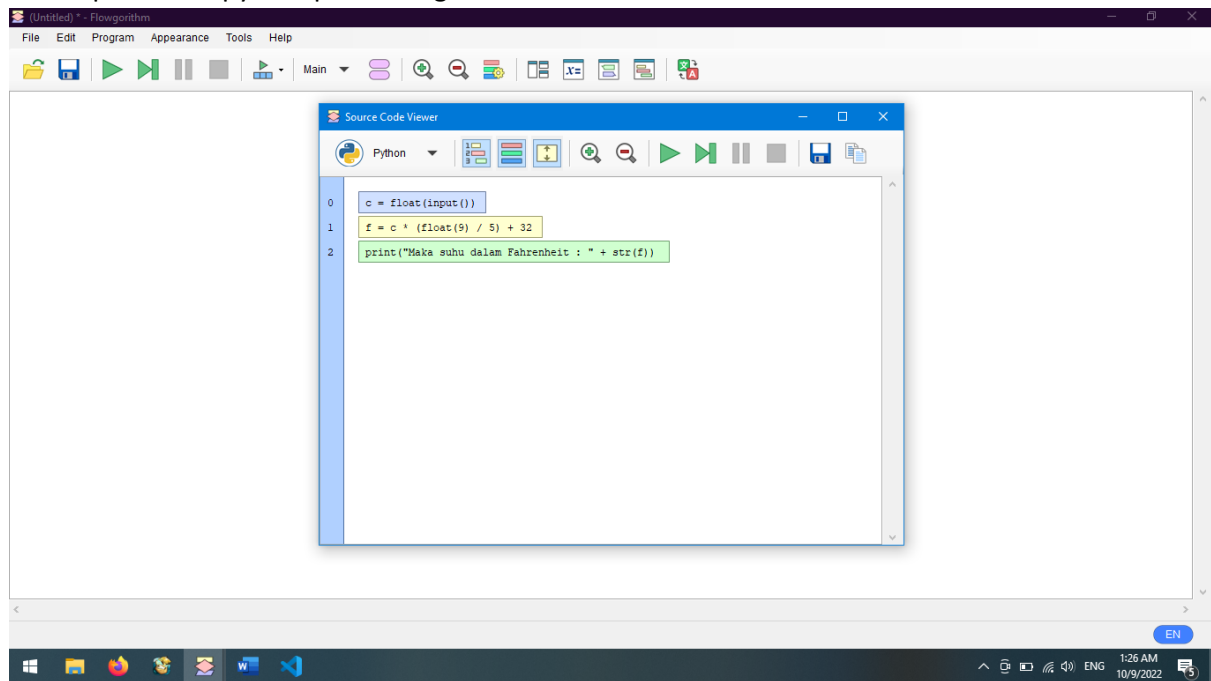 (Untitled) * - Flowgorithm
File Edit Program Appearance Tools Help
Main
x=
Source Code Viewer
Python
0 c = float(input())
1 f = c * (float(9) / 5) + 32
2 print("Maka suhu dalam Fahrenheit : " + str(f))
EN
ENG
1:26 AM
10/9/2022
5